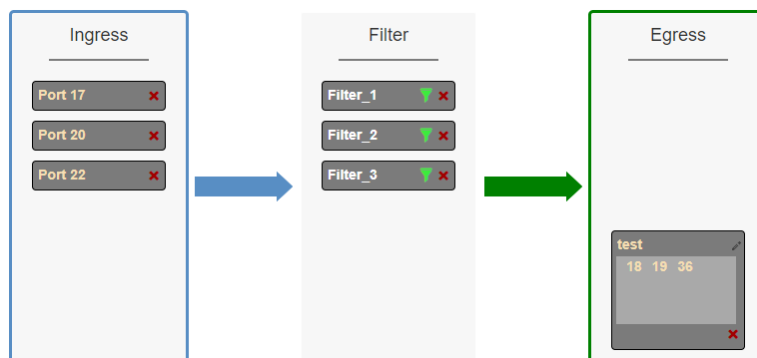 Ingress
Port 17
Port 20
Port 22
Filter
Filter_1
Filter_2
Filter_3
Egress
test
18 19 36